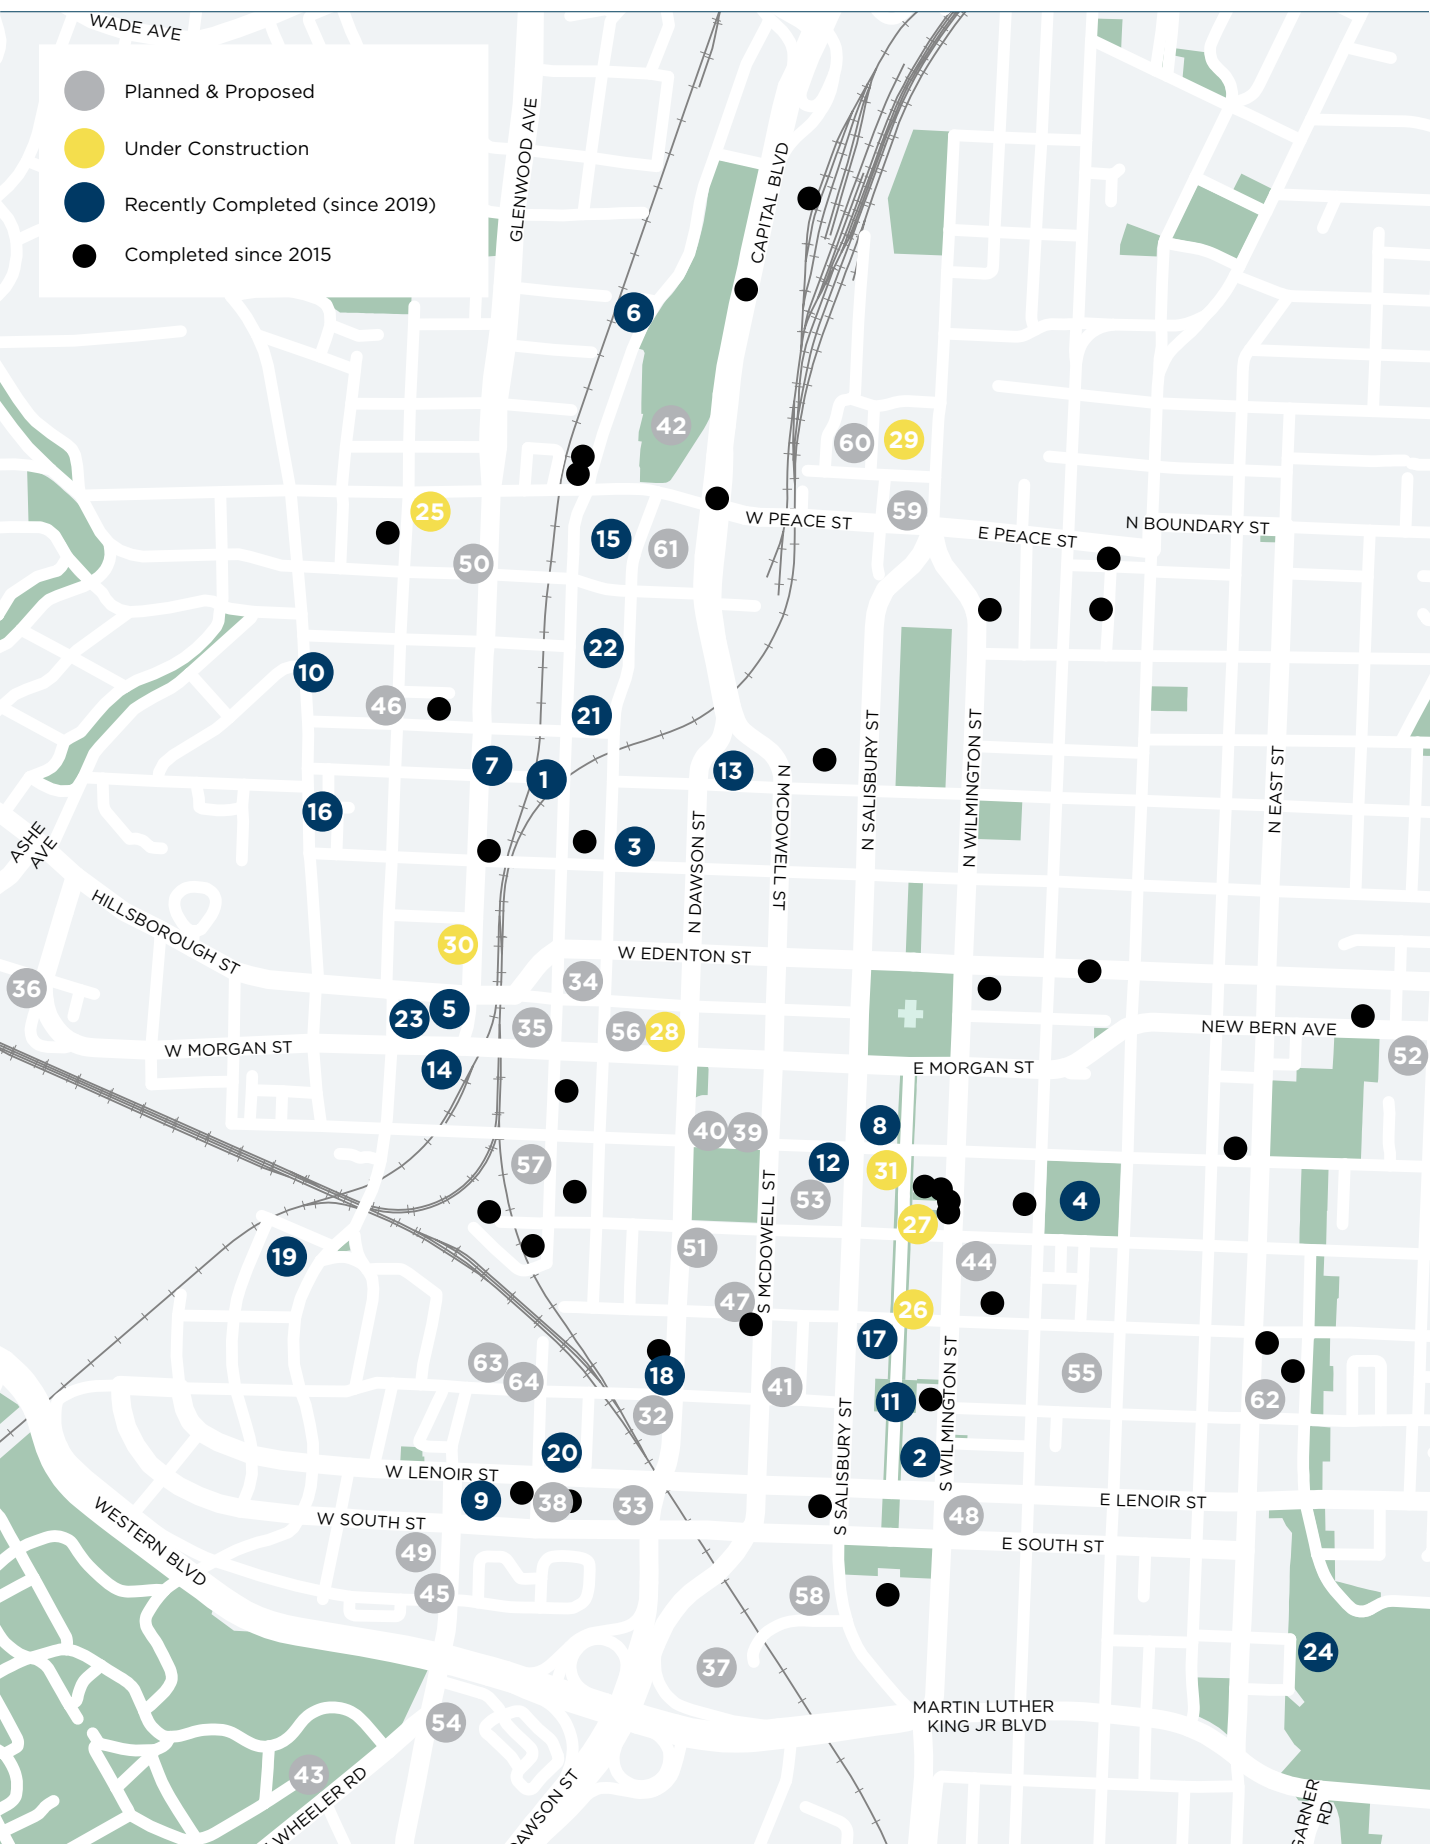 WADE AVE
Planned & Proposed
Under Construction
Recently Completed (since 2019)
Completed since 2015
GLENWOOD AVE
CAPITAL BLVD
6
42
60
29
25
59
W PEACE ST
N BOUNDARY ST
E PEACE ST
15
61
50
22
10
46
21
7
1
13
16
3
N SALISBURY ST
N WILMINGTON ST
N EAST ST
N MCDOWELL ST
N DAWSON ST
ASHE
AVE
HILLSBOROUGH ST
30
W EDENTON ST
34
36
5
23
35
56
28
NEW BERN AVE
52
W MORGAN ST
14
E MORGAN ST
8
40
39
12
31
57
53
4
27
S MCDOWELL ST
19
51
44
47
26
17
S WILMINGTON ST
63
64
18
41
55
62
11
32
S SALISBURY ST
20
2
W LENOIR ST
9
38
33
E LENOIR ST
48
W SOUTH ST
E SOUTH ST
WESTERN BLVD
49
45
58
24
37
MARTIN LUTHER
KING JR BLVD
54
43
WHEELER RD
DAWSON ST
GARNER
RD